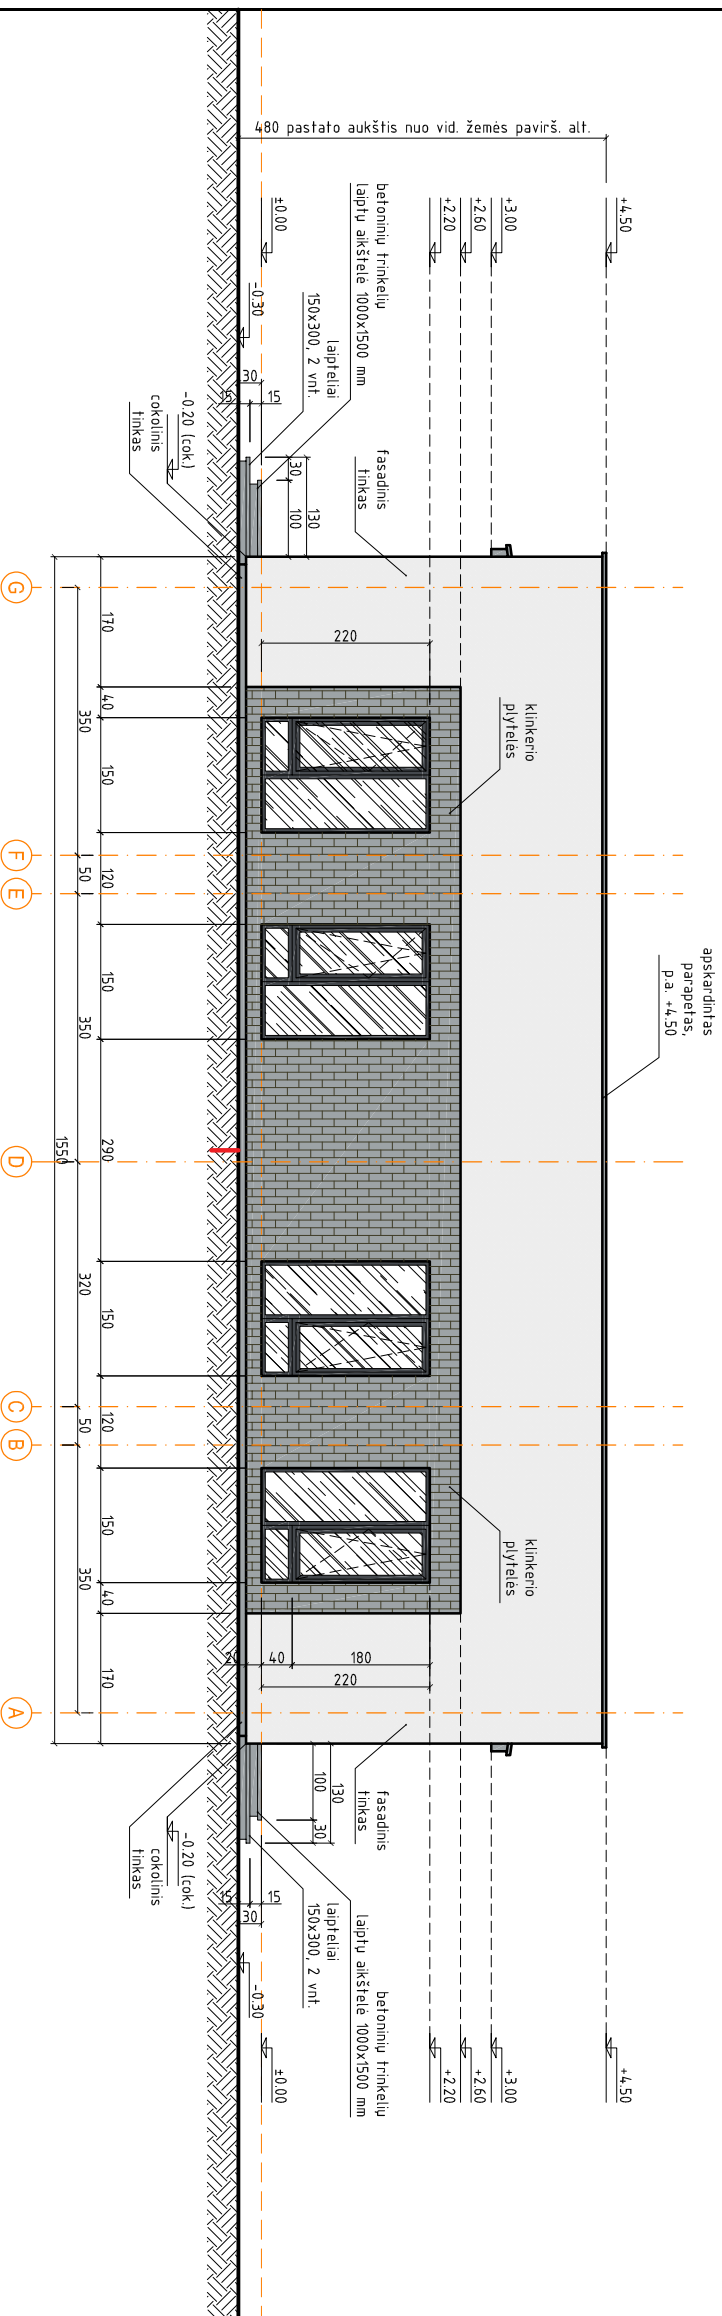 480 pastato aukštis nuo vid. žemės pavirš. alt.
+4.50
+3.00
+2.60
+2.20
±0.00
-0.30
betoninių trinkelių
laiptų aikštelė 1000x1500 mm
laipteliai
150x300, 2 vnt.
30
15
15
-0.20 (cok.)
cokolinis
tinkas
130
30
100
fasadinis
tinkas
220
klinkerio
plytelės
apskardintas
parapetas,
p.a. +4.50
klinkerio
plytelės
20
40
180
220
170
40
150
120
150
290
150
120
150
40
170
350
50
350
320
50
350
1550
G
F
E
D
C
B
A
fasadinis
tinkas
130
100
30
-0.20 (cok.)
cokolinis
tinkas
15
15
30
laipteliai
150x300, 2 vnt.
betoninių trinkelių
laiptų aikštelė 1000x1500 mm
-0.30
±0.00
+2.20
+2.60
+3.00
+4.50